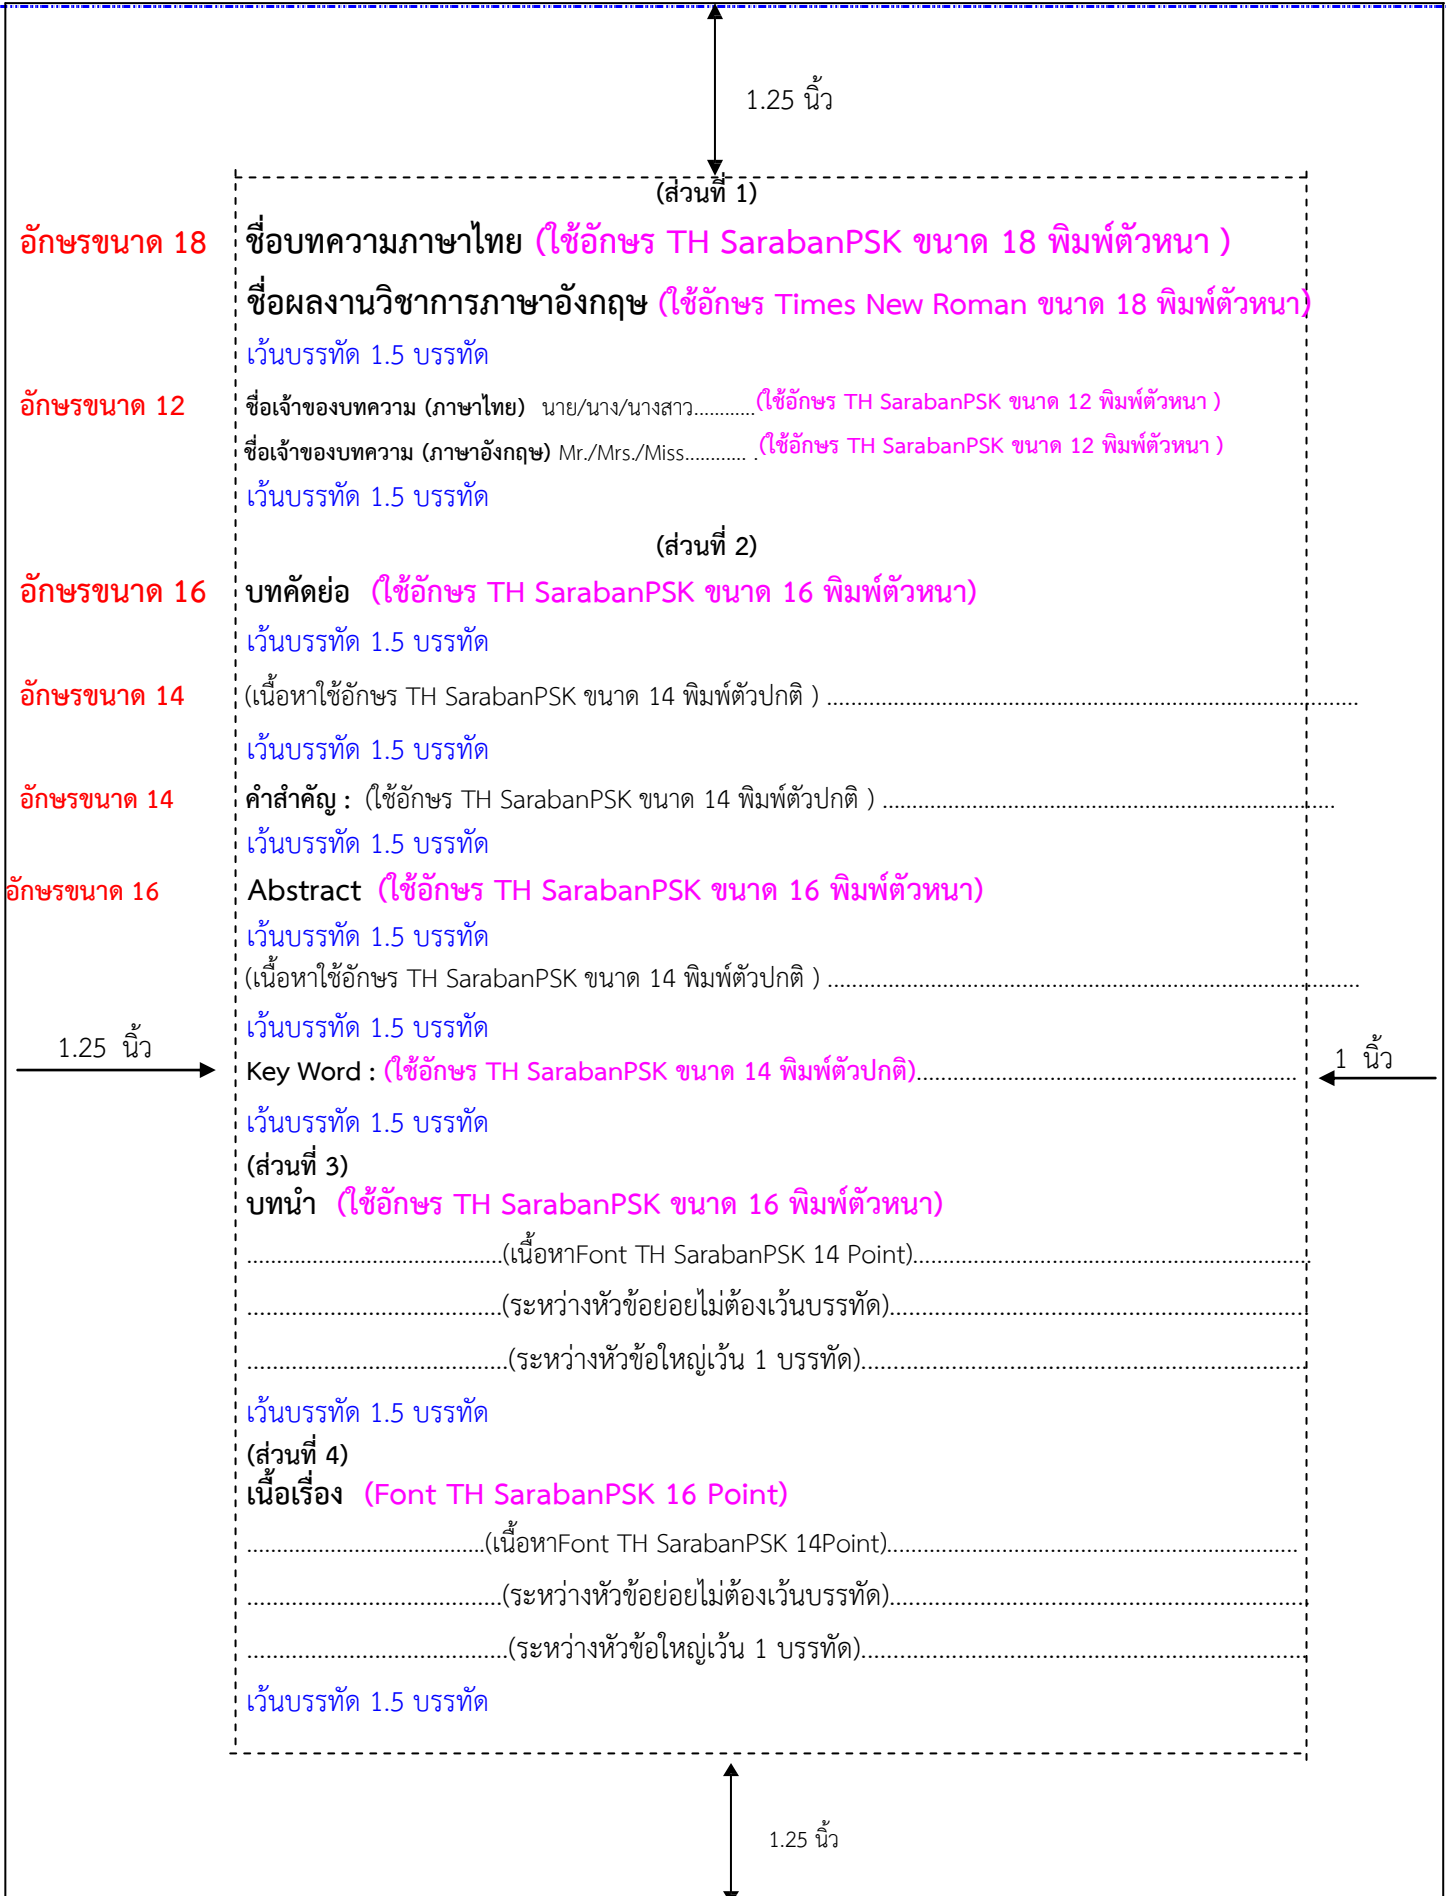 1.25 นิ้ว
(ส่วนที่ 1)
อักษรขนาด 18 ชื่อบทความภาษาไทย (ใช้อักษร TH SarabanPSK ขนาด 18 พิมพ์ตัวหนา )
ชื่อผลงานวิชาการภาษาอังกฤษ (ใช้อักษร Times New Roman ขนาด 18 พิมพ์ตัวหนา)
เว้นบรรทัด 1.5 บรรทัด
อักษรขนาด 12 ชื่อเจ้าของบทความ (ภาษาไทย) นาย/นาง/นางสาว............(ใช้อักษร TH SarabanPSK ขนาด 12 พิมพ์ตัวหนา )
ชื่อเจ้าของบทความ (ภาษาอังกฤษ) Mr./Mrs./Miss............ .(ใช้อักษร TH SarabanPSK ขนาด 12 พิมพ์ตัวหนา )
เว้นบรรทัด 1.5 บรรทัด
(ส่วนที่ 2)
อักษรขนาด 16 บทคัดย่อ (ใช้อักษร TH SarabanPSK ขนาด 16 พิมพ์ตัวหนา)
เว้นบรรทัด 1.5 บรรทัด
อักษรขนาด 14 (เนื้อหาใช้อักษร TH SarabanPSK ขนาด 14 พิมพ์ตัวปกติ ) ........................................................................................
เว้นบรรทัด 1.5 บรรทัด
อักษรขนาด 14 คำสำคัญ : (ใช้อักษร TH SarabanPSK ขนาด 14 พิมพ์ตัวปกติ ) ...........................................................................
เว้นบรรทัด 1.5 บรรทัด
อักษรขนาด 16 Abstract (ใช้อักษร TH SarabanPSK ขนาด 16 พิมพ์ตัวหนา)
เว้นบรรทัด 1.5 บรรทัด
(เนื้อหาใช้อักษร TH SarabanPSK ขนาด 14 พิมพ์ตัวปกติ ) ........................................................................................
เว้นบรรทัด 1.5 บรรทัด
1.25 นิ้ว
1 นิ้ว
Key Word : (ใช้อักษร TH SarabanPSK ขนาด 14 พิมพ์ตัวปกติ)............................................................
เว้นบรรทัด 1.5 บรรทัด
(ส่วนที่ 3)
บทนำ (ใช้อักษร TH SarabanPSK ขนาด 16 พิมพ์ตัวหนา)
........................................(เนื้อหาFont TH SarabanPSK 14 Point)..............................................................
........................................(ระหว่างหัวข้อย่อยไม่ต้องเว้นบรรทัด)..................................................................
.........................................(ระหว่างหัวข้อใหญ่เว้น 1 บรรทัด)......................................................................
เว้นบรรทัด 1.5 บรรทัด
(ส่วนที่ 4)
เนื้อเรื่อง (Font TH SarabanPSK 16 Point)
.....................................(เนื้อหาFont TH SarabanPSK 14Point)................................................................
........................................(ระหว่างหัวข้อย่อยไม่ต้องเว้นบรรทัด)..................................................................
.........................................(ระหว่างหัวข้อใหญ่เว้น 1 บรรทัด)......................................................................
เว้นบรรทัด 1.5 บรรทัด
1.25 นิ้ว